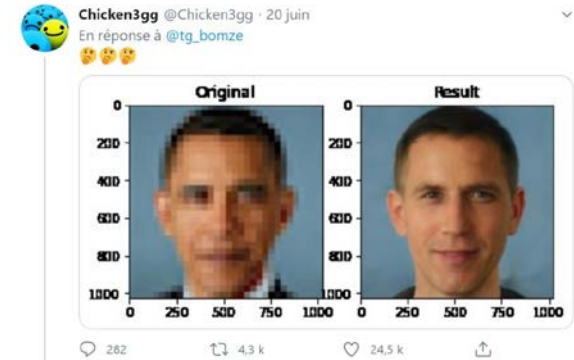 Chicken3gg @Chicken3gg · 20 juin
En réponse à @tg_bomze
🤔🤔🤔
Original
Result
0
200
400
600
800
1000
0 250 500 750 1000
0
200
400
600
800
1000
0 250 500 750 1000
282 4,3 k 24,5 k